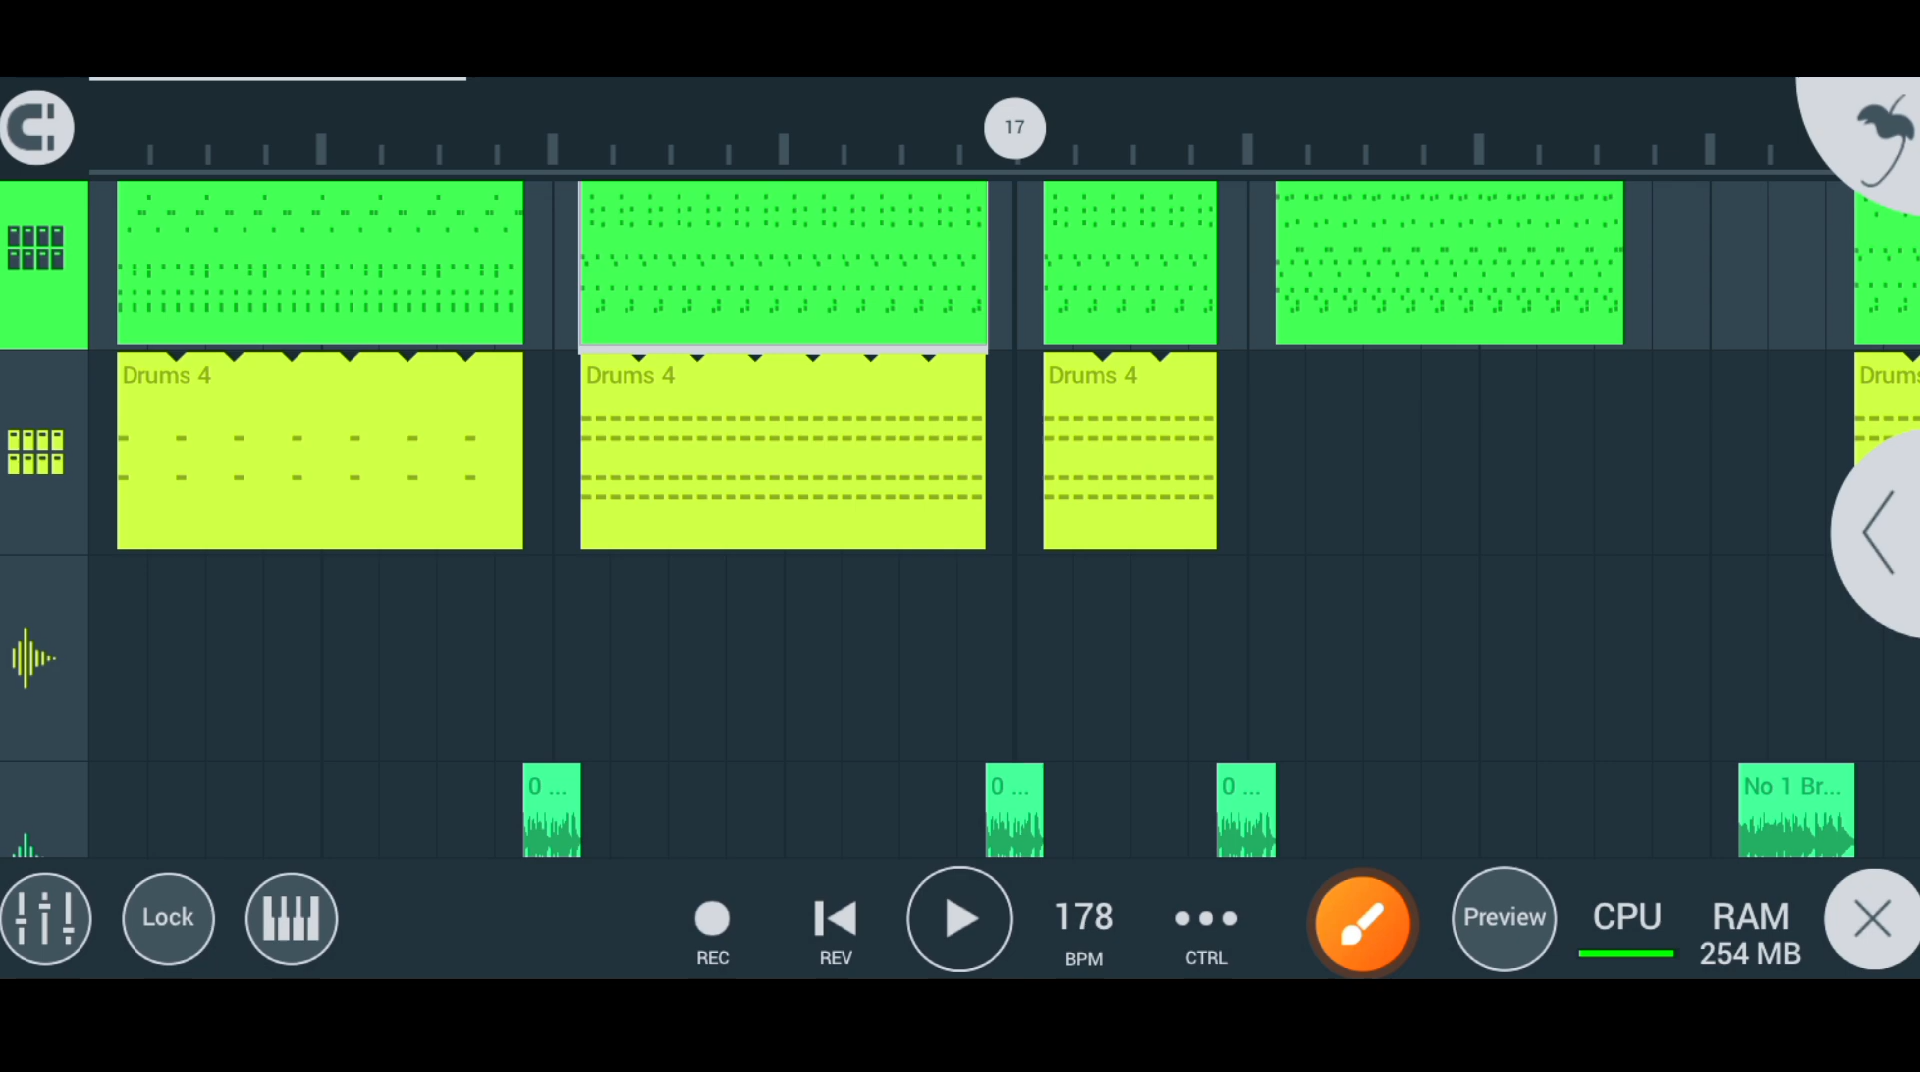 17
Drums 4
Drums 4
Drums 4
Drums
0 ...
0 ...
0 ...
No 1 Br...
Lock
REC
REV
178
BPM
CTRL
Preview
CPU
RAM
254 MB